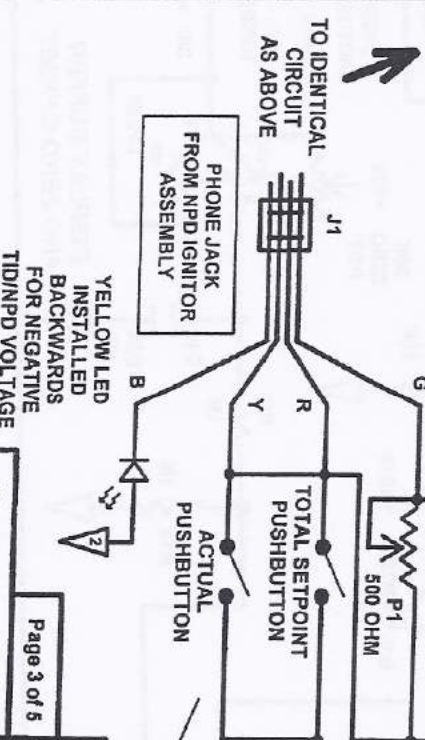 TO IDENTICAL
CIRCUIT
AS ABOVE
J1
PHONE JACK
FROM NPD IGNITOR
ASSEMBLY
G
R
Y
B
P1
500 OHM
TOTAL SETPOINT
PUSHBUTTON
ACTUAL
PUSHBUTTON
2
YELLOW LED
INSTALLED
BACKWARDS
FOR NEGATIVE
TID/NPD VOLTAGE
Page 3 of 5